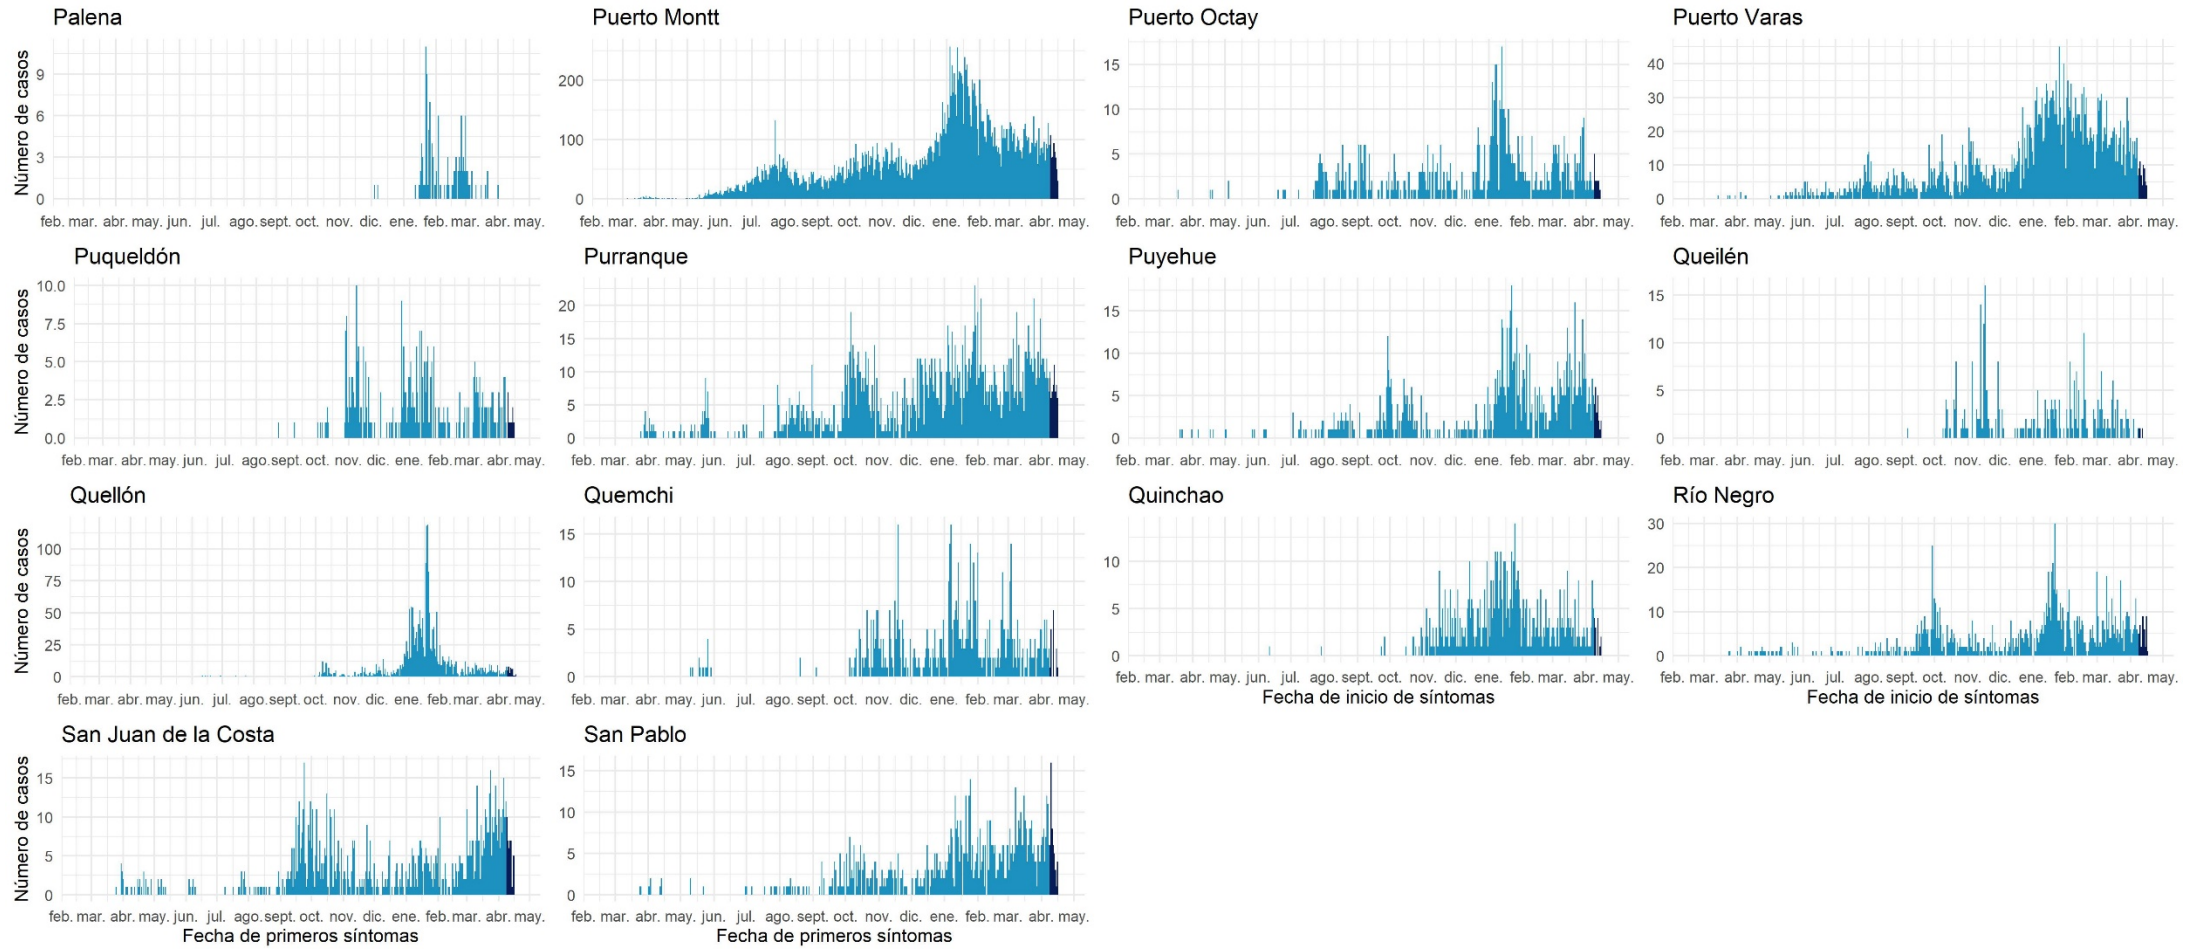 Palena
Puerto Montt
Puerto Octay
Puerto Varas
Número de casos
9
6
3
0
200
100
0
15
10
5
0
40
30
20
10
0
feb. mar. abr. may. jun. jul. ago. sept. oct. nov. dic. ene. feb. mar. abr. may.
feb. mar. abr. may. jun. jul. ago. sept. oct. nov. dic. ene. feb. mar. abr. may.
feb. mar. abr. may. jun. jul. ago. sept. oct. nov. dic. ene. feb. mar. abr. may.
feb. mar. abr. may. jun. jul. ago. sept. oct. nov. dic. ene. feb. mar. abr. may.
Puqueldón
Purranque
Puyehue
Queilén
Número de casos
10.0
7.5
5.0
2.5
0.0
20
15
10
5
0
15
10
5
0
15
10
5
0
feb. mar. abr. may. jun. jul. ago. sept. oct. nov. dic. ene. feb. mar. abr. may.
feb. mar. abr. may. jun. jul. ago. sept. oct. nov. dic. ene. feb. mar. abr. may.
feb. mar. abr. may. jun. jul. ago. sept. oct. nov. dic. ene. feb. mar. abr. may.
feb. mar. abr. may. jun. jul. ago. sept. oct. nov. dic. ene. feb. mar. abr. may.
Quellón
Quemchi
Quinchao
Río Negro
Número de casos
100
75
50
25
0
15
10
5
0
10
5
0
30
20
10
0
feb. mar. abr. may. jun. jul. ago. sept. oct. nov. dic. ene. feb. mar. abr. may.
feb. mar. abr. may. jun. jul. ago. sept. oct. nov. dic. ene. feb. mar. abr. may.
feb. mar. abr. may. jun. jul. ago. sept. oct. nov. dic. ene. feb. mar. abr. may.
feb. mar. abr. may. jun. jul. ago. sept. oct. nov. dic. ene. feb. mar. abr. may.
Fecha de inicio de síntomas
Fecha de inicio de síntomas
San Juan de la Costa
San Pablo
Número de casos
15
10
5
0
15
10
5
0
feb. mar. abr. may. jun. jul. ago. sept. oct. nov. dic. ene. feb. mar. abr. may.
feb. mar. abr. may. jun. jul. ago. sept. oct. nov. dic. ene. feb. mar. abr. may.
Fecha de primeros síntomas
Fecha de primeros síntomas